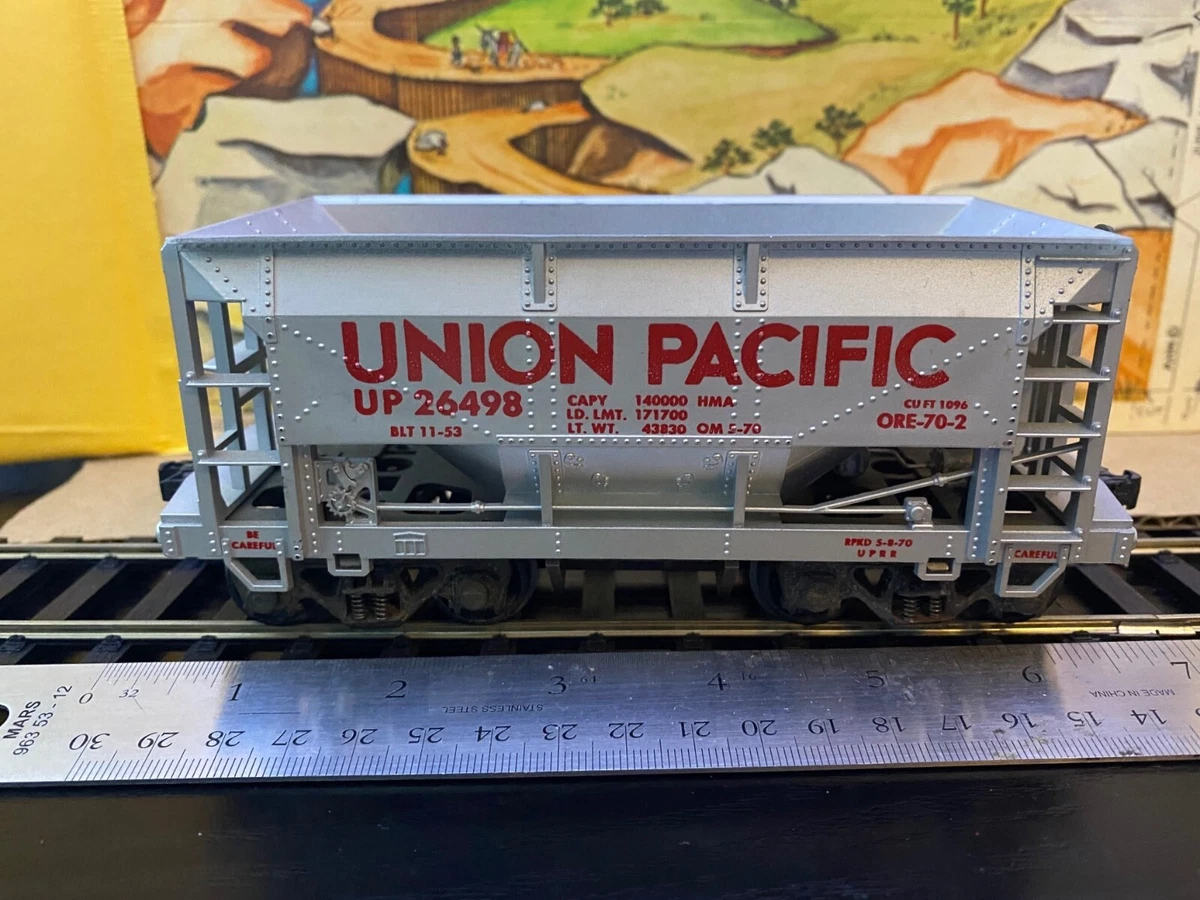 UNION PACIFIC
UP 26498
BLT 11-53
CAPY 140000 HMA
LD. LMT. 171700
LT. WT. 43830 OM 5-70
CU FT 1096
ORE-70-2
BE
CAREFUL
RPKD 5-8-70
UPRR
CAREFUL
MARS
963 53-12
0 32 1 2 3 64 4 16 5 6 7
STAINLESS STEEL
MADE IN CHINA
30 29 28 27 26 25 24 23 22 21 20 19 18 17 16 15 14